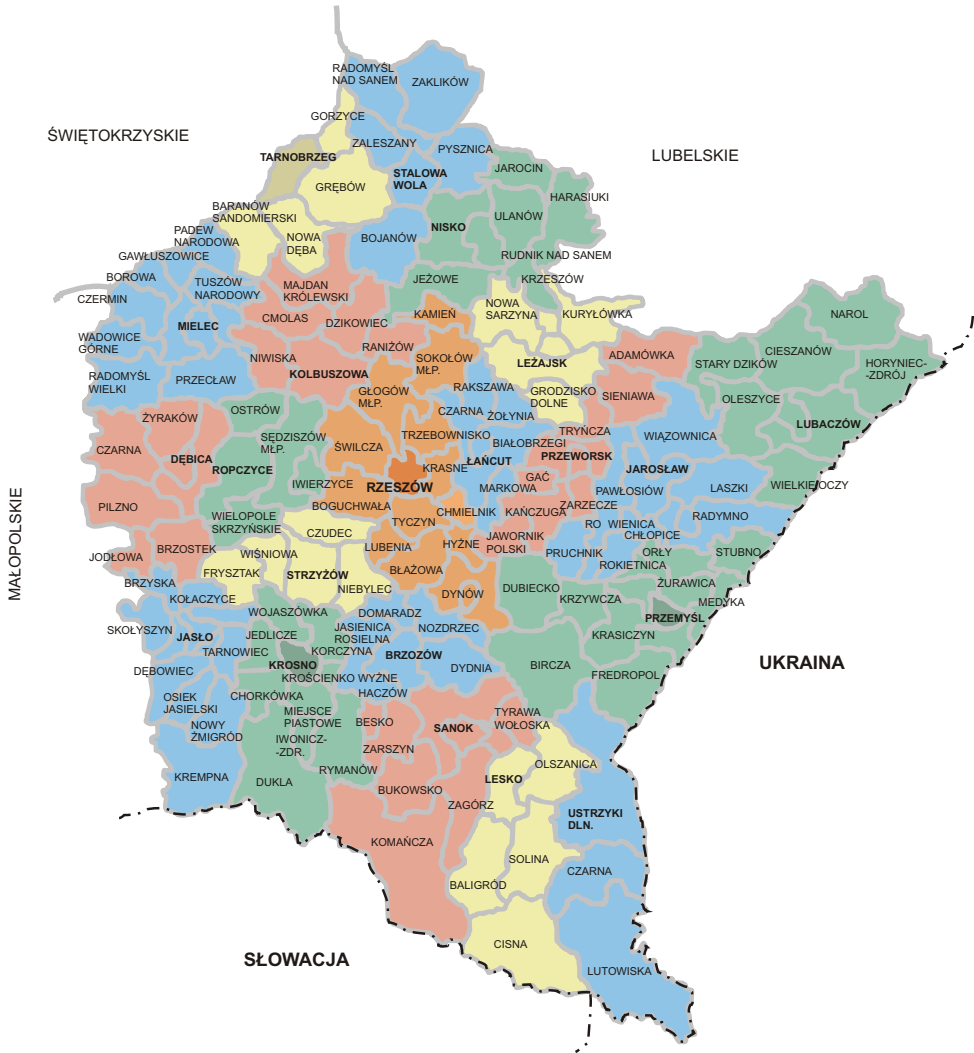 RADOMYŚL
NAD SANEM
ZAKLIKÓW
GORZYCE
ŚWIĘTOKRZYSKIE
ZALESZANY
PYSZNICA
TARNOBRZEG
LUBELSKIE
STALOWA
WOLA
JAROCIN
GRĘBÓW
HARASIUKI
BARANÓW
SANDOMIERSKI
ULANÓW
PADEW
NARODOWA
NISKO
NOWA
DĘBA
BOJANÓW
GAWŁUSZOWICE
RUDNIK NAD SANEM
BOROWA
TUSZÓW
NARODOWY
MAJDAN
KRÓLEWSKI
JEŻOWE
KRZESZÓW
CZERMIN
NOWA
SARZYNA
KURYŁÓWKA
NAROL
CMOLAS
DZIKOWIEC
KAMIEŃ
MIELEC
WADOWICE
GÓRNE
RANIŻÓW
CIESZANÓW
NIWISKA
SOKOŁÓW
MŁP.
LEŻAJSK
ADAMÓWKA
STARY DZIKÓW
HORYNIEC-
-ZDRÓJ
RADOMYŚL
WIELKI
PRZECŁAW
KOLBUSZOWA
GŁOGÓW
MŁP.
RAKSZAWA
GRODZISKO
DOLNE
SIENIAWA
OLESZYCE
ŻYRAKÓW
OSTRÓW
CZARNA
ŻOŁYNIA
LUBACZÓW
CZARNA
SĘDZISZÓW
MŁP.
ŚWILCZA
TRZEBOWNISKO
BIAŁOBRZEGI
TRYŃCZA
WIĄZOWNICA
DĘBICA
ROPCZYCE
KRASNE
ŁAŃCUT
PRZEWORSK
JAROSŁAW
IWIERZYCE
RZESZÓW
MARKOWA
GAĆ
PAWŁOSIÓW
LASZKI
WIELKIE OCZY
PILZNO
BOGUCHWAŁA
CHMIELNIK
KAŃCZUGA
ZARZECZE
RADYMNO
MAŁOPOLSKIE
WIELOPOLE
SKRZYŃSKIE
CZUDEC
TYCZYN
RO WIENICA
CHŁOPICE
JODŁOWA
BRZOSTEK
WIŚNIOWA
LUBENIA
HYŻNE
JAWORNIK
POLSKI
PRUCHNIK
ROKIETNICA
ORŁY
STUBNO
FRYSZTAK
STRZYŻÓW
BŁAŻOWA
BRZYSKA
NIEBYLEC
DYNÓW
DUBIECKO
ŻURAWICA
KOŁACZYCE
WOJASZÓWKA
DOMARADZ
KRZYWCZA
MEDYKA
SKOŁYSZYN
JASŁO
JEDLICZE
JASIENICA
ROSIELNA
NOZDRZEC
PRZEMYŚL
TARNOWIEC
KORCZYNA
BRZOZÓW
KRASICZYN
DĘBOWIEC
KROSNO
KROŚCIENKO WYŻNE
DYDNIA
BIRCZA
FREDROPOL
UKRAINA
OSIEK
JASIELSKI
CHORKÓWKA
HACZÓW
MIEJSCE
PIASTOWE
BESKO
TYRAWA
WOŁOSKA
NOWY
ŻMIGRÓD
IWONICZ-
-ZDR.
ZARSZYN
SANOK
KREMPNA
DUKLA
RYMANÓW
BUKOWSKO
LESKO
OLSZANICA
ZAGÓRZ
USTRZYKI
DLN.
KOMAŃCZA
SOLINA
CZARNA
BALIGRÓD
CISNA
SŁOWACJA
LUTOWISKA